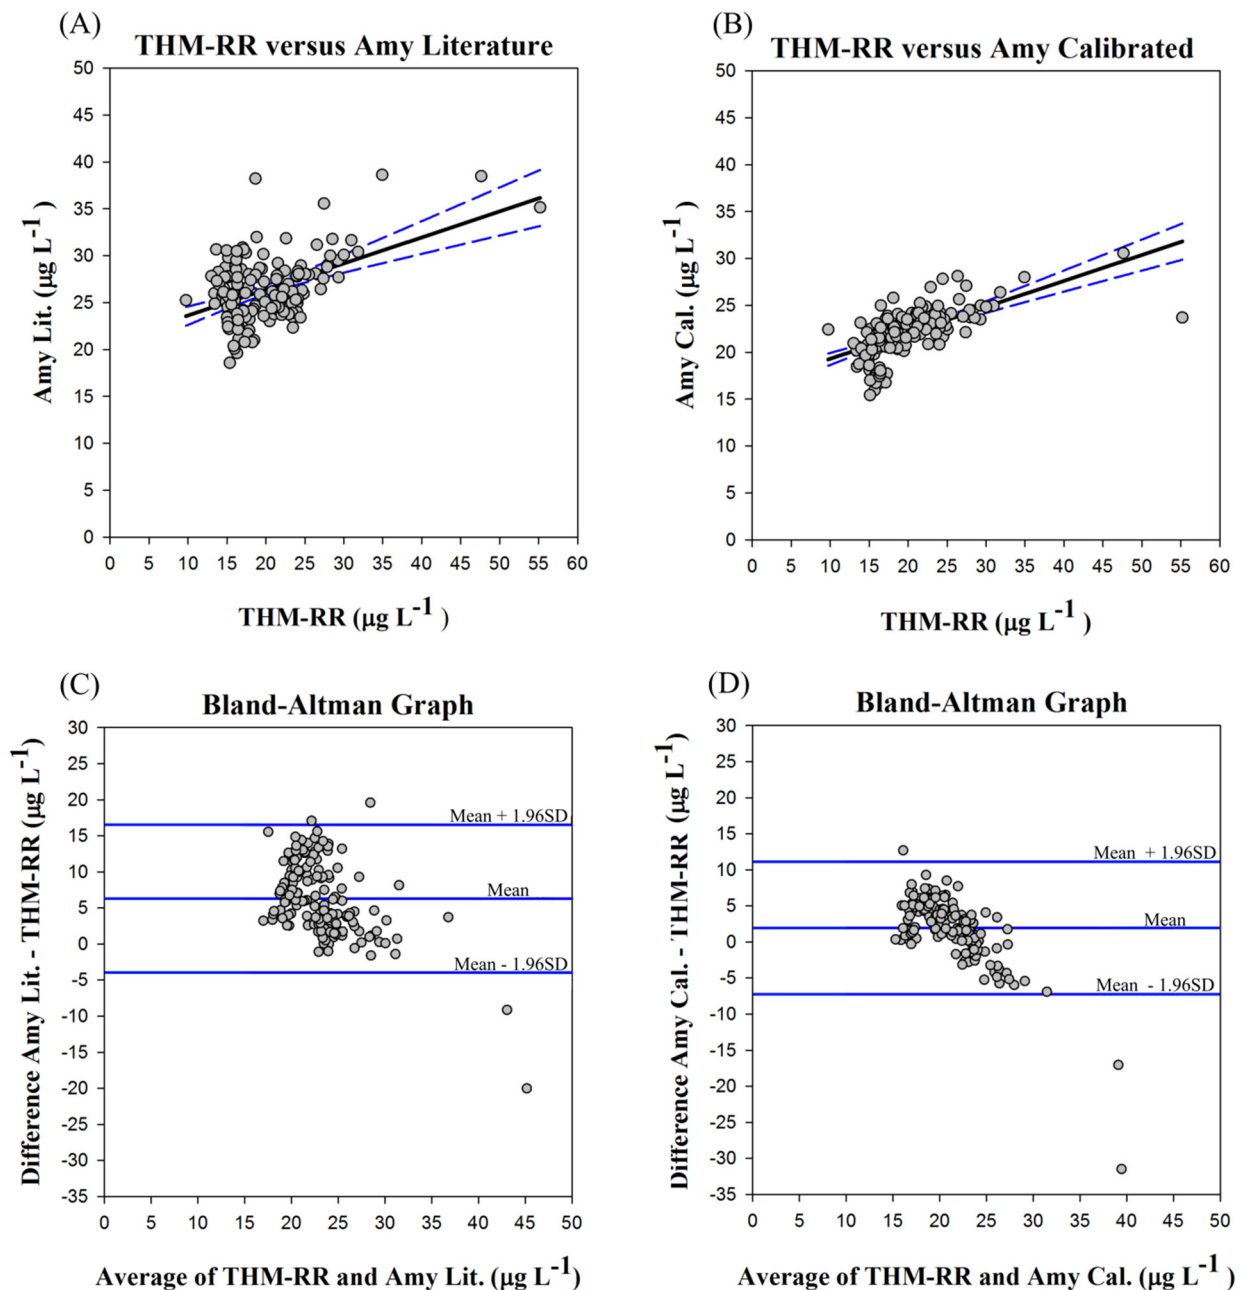 (A)
THM-RR versus Amy Literature
50
45
40
35
30
25
20
15
10
5
0
Amy Lit. (μg L-1 )
0 5 10 15 20 25 30 35 40 45 50 55 60
THM-RR (μg L-1 )
(B)
THM-RR versus Amy Calibrated
50
45
40
35
30
25
20
15
10
5
0
Amy Cal. (μg L-1 )
0 5 10 15 20 25 30 35 40 45 50 55 60
THM-RR (μg L-1 )
(C)
Bland-Altman Graph
30
25
20
15
10
5
0
-5
-10
-15
-20
-25
-30
-35
Difference Amy Lit. - THM-RR (μg L-1 )
Mean + 1.96SD
Mean
Mean - 1.96SD
0 5 10 15 20 25 30 35 40 45 50
Average of THM-RR and Amy Lit. (μg L-1)
(D)
Bland-Altman Graph
30
25
20
15
10
5
0
-5
-10
-15
-20
-25
-30
-35
Difference Amy Cal. - THM-RR (μg L-1)
Mean + 1.96SD
Mean
Mean - 1.96SD
0 5 10 15 20 25 30 35 40 45 50
Average of THM-RR and Amy Cal. (μg L-1)